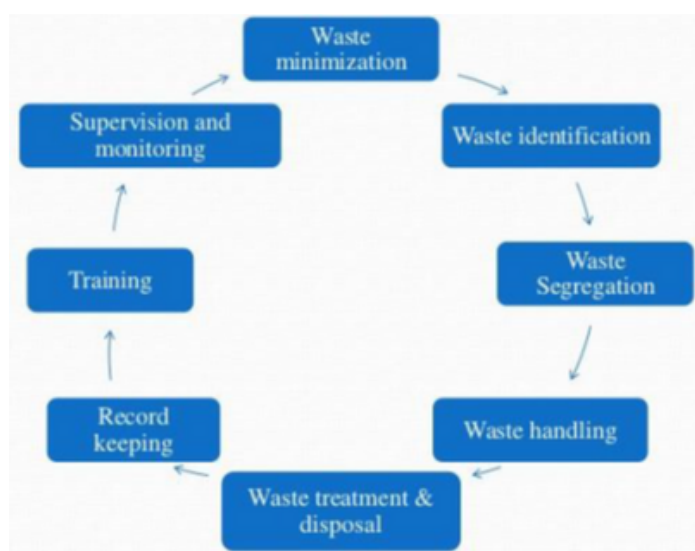 Waste
minimization
Waste identification
Waste
Segregation
Waste handling
Waste treatment &
disposal
Record
keeping
Training
Supervision and
monitoring